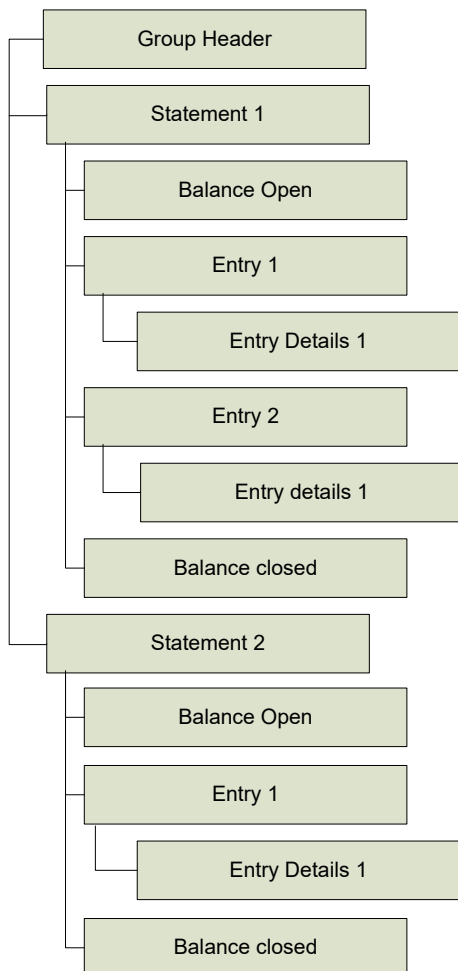 Group Header
Statement 1
Balance Open
Entry 1
Entry Details 1
Entry 2
Entry details 1
Balance closed
Statement 2
Balance Open
Entry 1
Entry Details 1
Balance closed